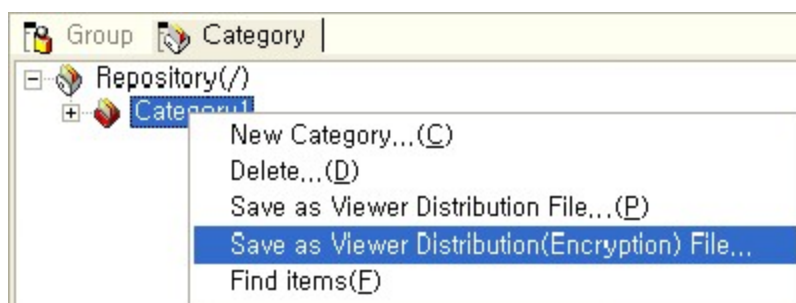 Group Category
Repository(/)
Category1
New Category...(C)
Delete...(D)
Save as Viewer Distribution File...(P)
Save as Viewer Distribution(Encryption) File...
Find items(F)